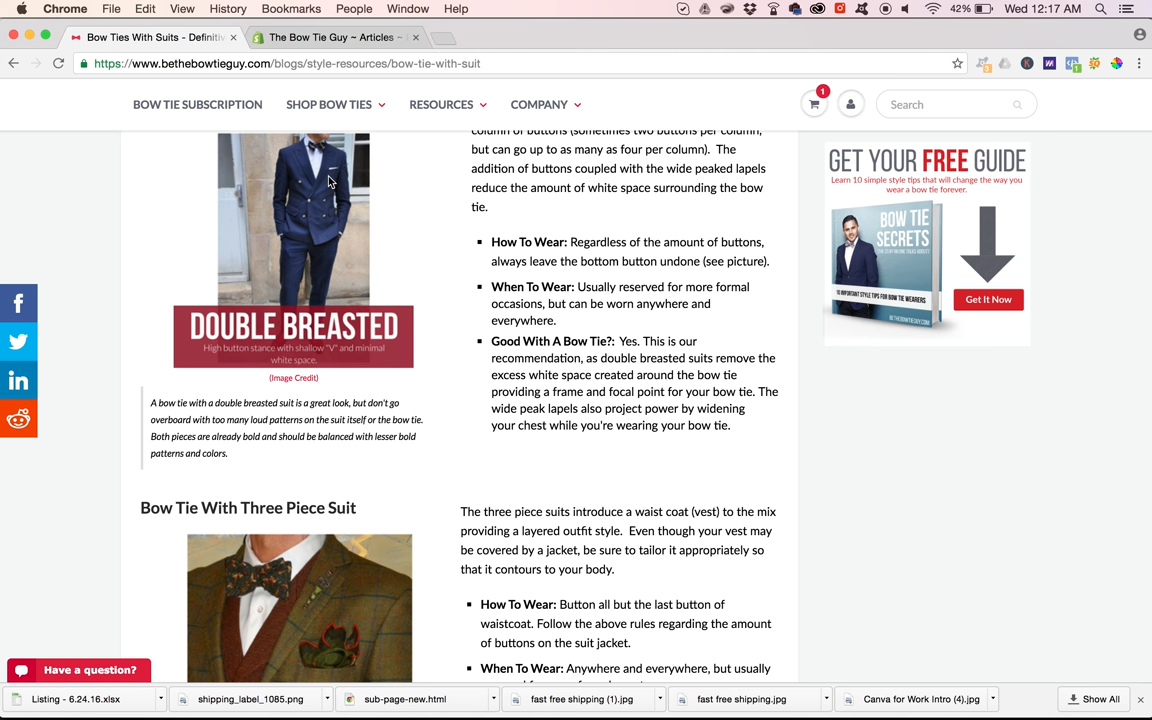 Chrome File Edit View History Bookmarks People Window Help
42% Wed 12:17 AM
Bow Ties With Suits - Definitiv
The Bow Tie Guy ~ Articles ~
https://www.bethebowtieguy.com/blogs/style-resources/bow-tie-with-suit
3
1
BOW TIE SUBSCRIPTION SHOP BOW TIES RESOURCES COMPANY
1
Search
column of buttons (sometimes two buttons per column,
but can go up to as many as four per column). The
addition of buttons coupled with the wide peaked lapels
reduce the amount of white space surrounding the bow
tie.
▪ How To Wear: Regardless of the amount of buttons,
always leave the bottom button undone (see picture).
▪ When To Wear: Usually reserved for more formal
occasions, but can be worn anywhere and
everywhere.
▪ Good With A Bow Tie?: Yes. This is our
recommendation, as double breasted suits remove the
excess white space created around the bow tie
providing a frame and focal point for your bow tie. The
wide peak lapels also project power by widening
your chest while you're wearing your bow tie.
DOUBLE BREASTED
High button stance with shallow "V" and minimal
white space.
(Image Credit)
A bow tie with a double breasted suit is a great look, but don't go
overboard with too many loud patterns on the suit itself or the bow tie.
Both pieces are already bold and should be balanced with lesser bold
patterns and colors.
GET YOUR FREE GUIDE
Learn 10 simple style tips that will change the way you
wear a bow tie forever.
BOW TIE
SECRETS
10 IMPORTANT STYLE TIPS FOR BOW TIE WEARERS
BETHEBOWTIEGUY.COM
Get It Now
Bow Tie With Three Piece Suit
The three piece suits introduce a waist coat (vest) to the mix
providing a layered outfit style. Even though your vest may
be covered by a jacket, be sure to tailor it appropriately so
that it contours to your body.
▪ How To Wear: Button all but the last button of
waistcoat. Follow the above rules regarding the amount
of buttons on the suit jacket.
▪ When To Wear: Anywhere and everywhere, but usually
Have a question?
Listing - 6.24.16.xlsx
shipping_label_1085.png
sub-page-new.html
fast free shipping (1).jpg
fast free shipping.jpg
Canva for Work Intro (4).jpg
Show All